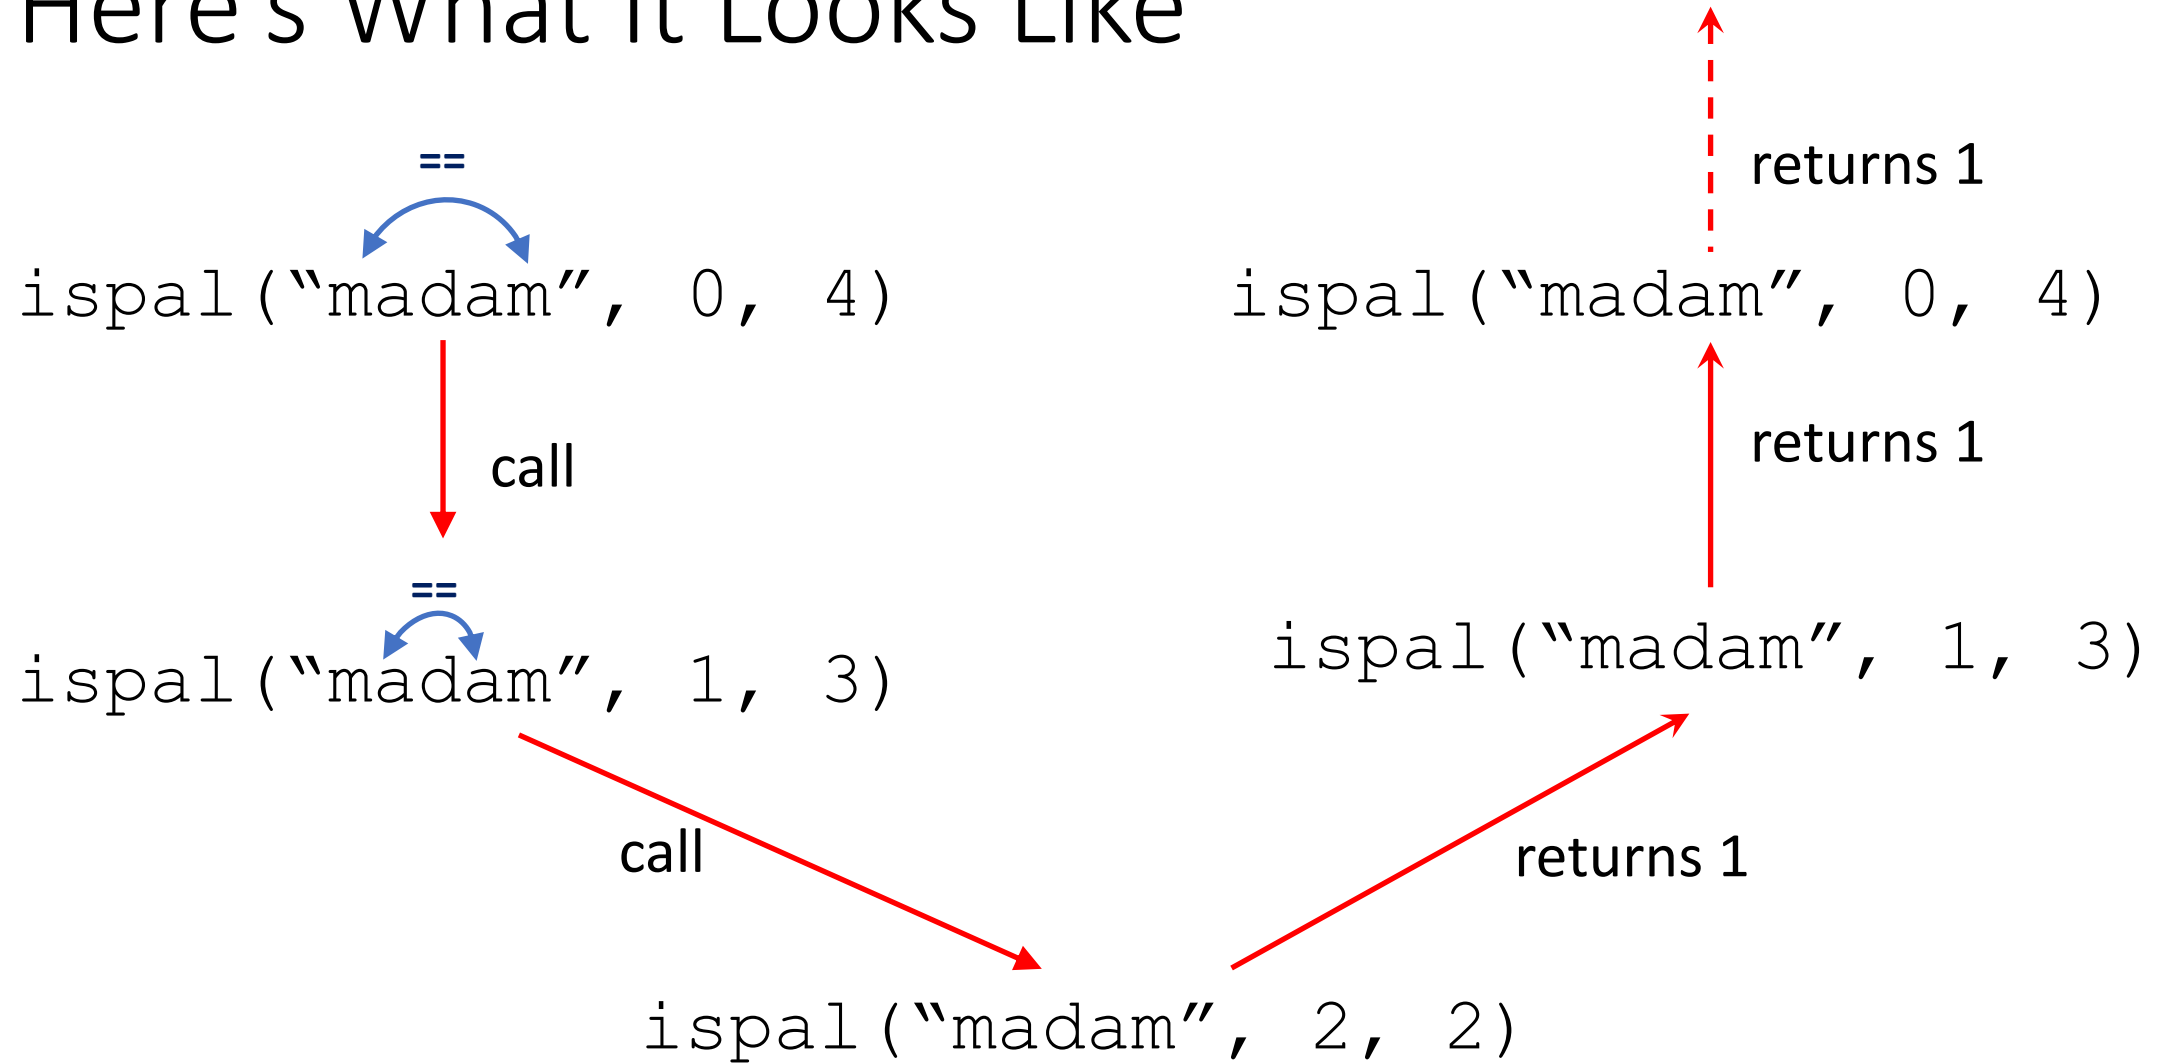 Here's What it Looks Like
==
returns 1
ispal(“madam”, 0, 4)
ispal(“madam”, 0, 4)
call
returns 1
==
ispal(“madam”, 1, 3)
ispal(“madam”, 1, 3)
call
returns 1
ispal(“madam”, 2, 2)